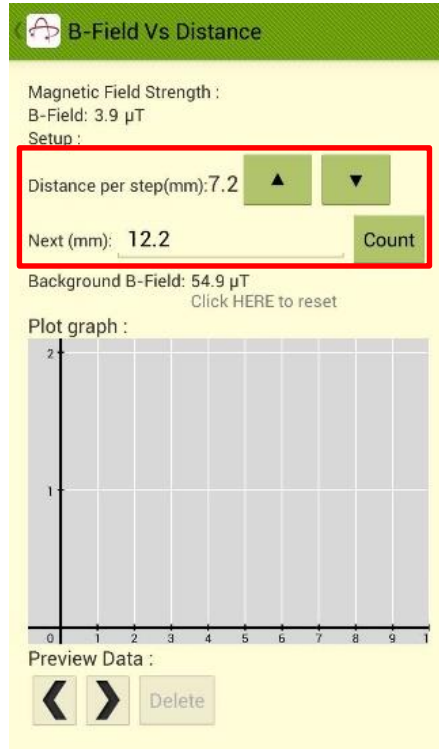 B-Field Vs Distance
Magnetic Field Strength :
B-Field: 3.9 µT
Setup :
Distance per step(mm):7.2 ▲ ▼
Next (mm): 12.2 Count
Background B-Field: 54.9 µT
Click HERE to reset
Plot graph :
2
1
0 1 2 3 4 5 6 7 8 9 1
Preview Data :
❮ ❯ Delete